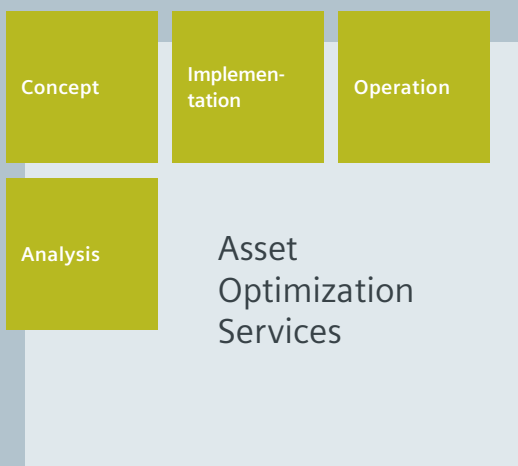 Concept
Implemen-
tation
Operation
Analysis
Asset
Optimization
Services